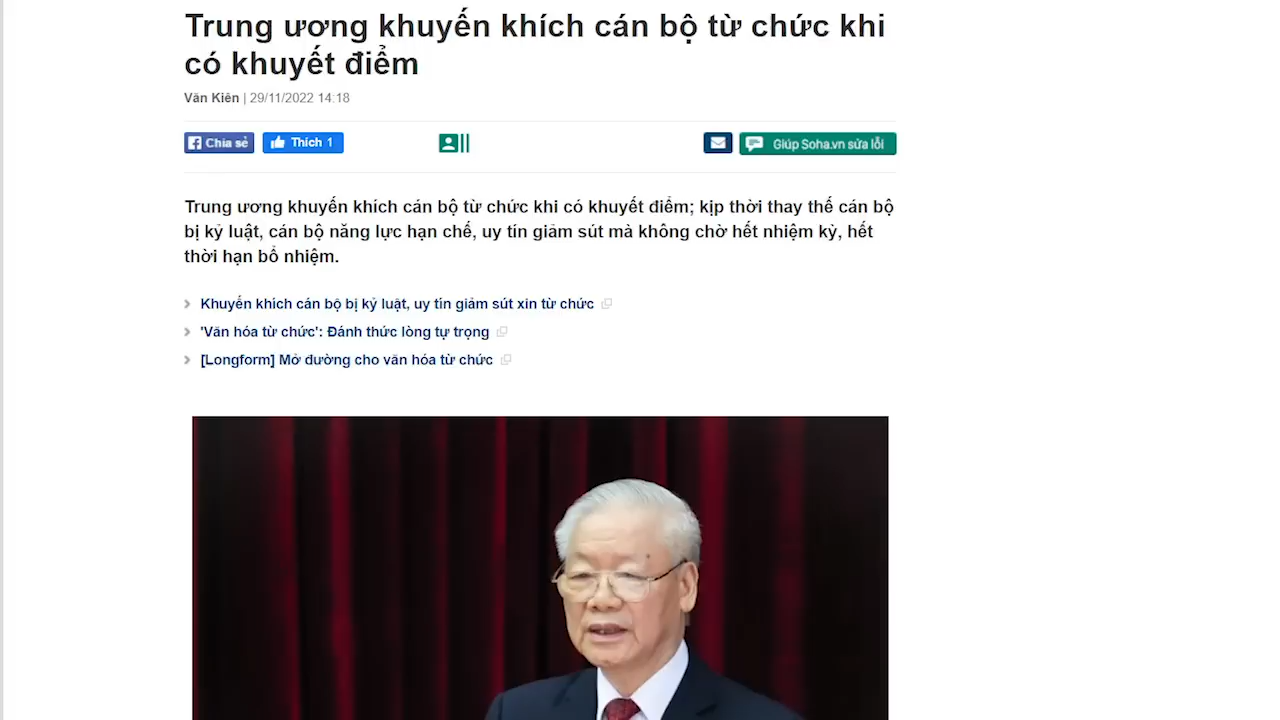 Trung ương khuyến khích cán bộ từ chức khi
có khuyết điểm
Văn Kiên | 29/11/2022 14:18
Chia sẻ
Thích 1
Giúp Soha.vn sửa lỗi
Trung ương khuyến khích cán bộ từ chức khi có khuyết điểm; kịp thời thay thế cán bộ
bị kỷ luật, cán bộ năng lực hạn chế, uy tín giảm sút mà không chờ hết nhiệm kỳ, hết
thời hạn bổ nhiệm.
Khuyến khích cán bộ bị kỷ luật, uy tín giảm sút xin từ chức
'Văn hóa từ chức': Đánh thức lòng tự trọng
[Longform] Mở đường cho văn hóa từ chức